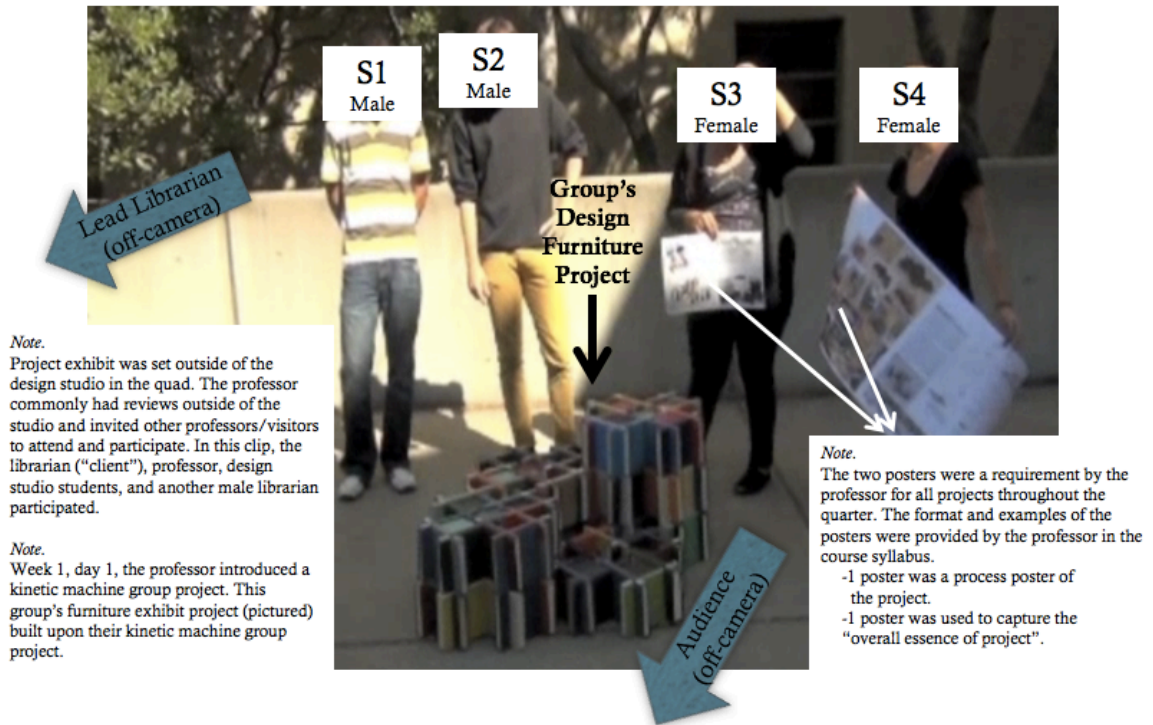 S1
Male
S2
Male
S3
Female
S4
Female
Lead Librarian
(off-camera)
Group's
Design
Furniture
Project
Note.
Project exhibit was set outside of the
design studio in the quad. The professor
commonly had reviews outside of the
studio and invited other professors/visitors
to attend and participate. In this clip, the
librarian ("client"), professor, design
studio students, and another male librarian
participated.
Note.
Week 1, day 1, the professor introduced a
kinetic machine group project. This
group's furniture exhibit project (pictured)
built upon their kinetic machine group
project.
Audience
(off-camera)
Note.
The two posters were a requirement by the
professor for all projects throughout the
quarter. The format and examples of the
posters were provided by the professor in the
course syllabus.
-1 poster was a process poster of
the project.
-1 poster was used to capture the
"overall essence of project".